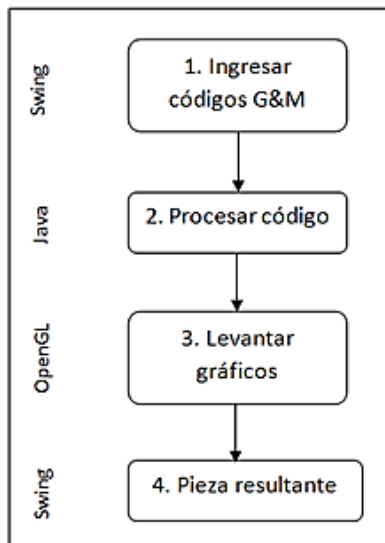 Swing
1. Ingresar
códigos G&M
Java
2. Procesar código
OpenGL
3. Levantar
gráficos
Swing
4. Pieza resultante